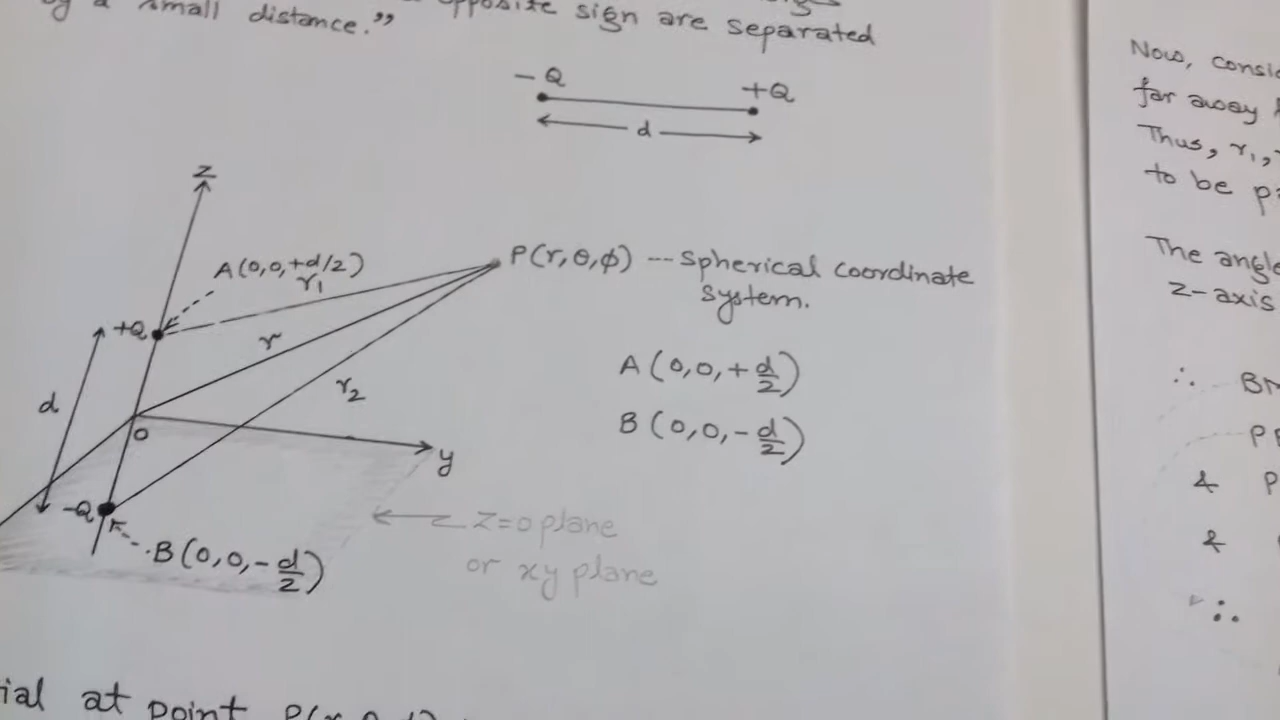 a small distance."
opposite sign are separated
-Q
+Q
d
z
A(0,0,+d/2)
r₁
P(r,θ,ϕ) --- Spherical coordinate
system.
+Q
r
A(0,0,+d/2)
r₂
d
B(0,0,-d/2)
O
y
-Q
z=0 plane
B(0,0,-d/2)
or xy plane
at point
Now,
far away
Thus, r₁,
to be
The
z-axis
∴
&
&
∴